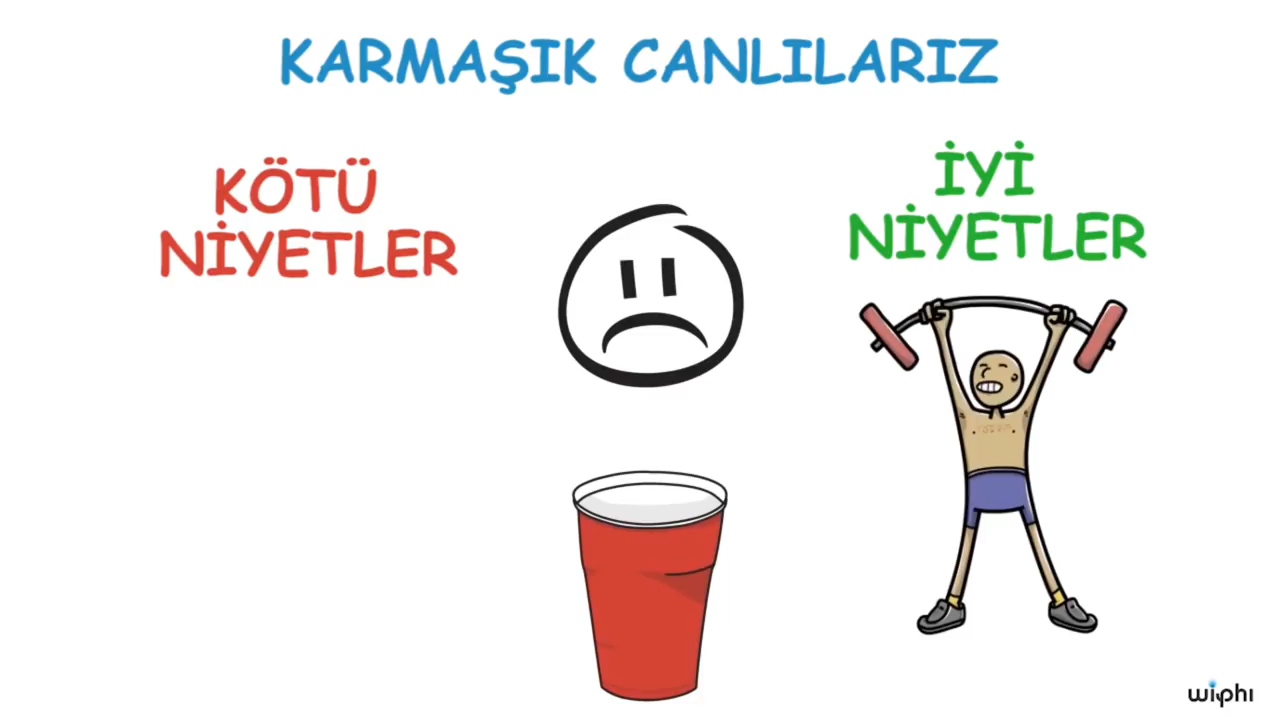 KARMAŞIK CANLILARIZ
KÖTÜ
NİYETLER
İYİ
NİYETLER
wiphi